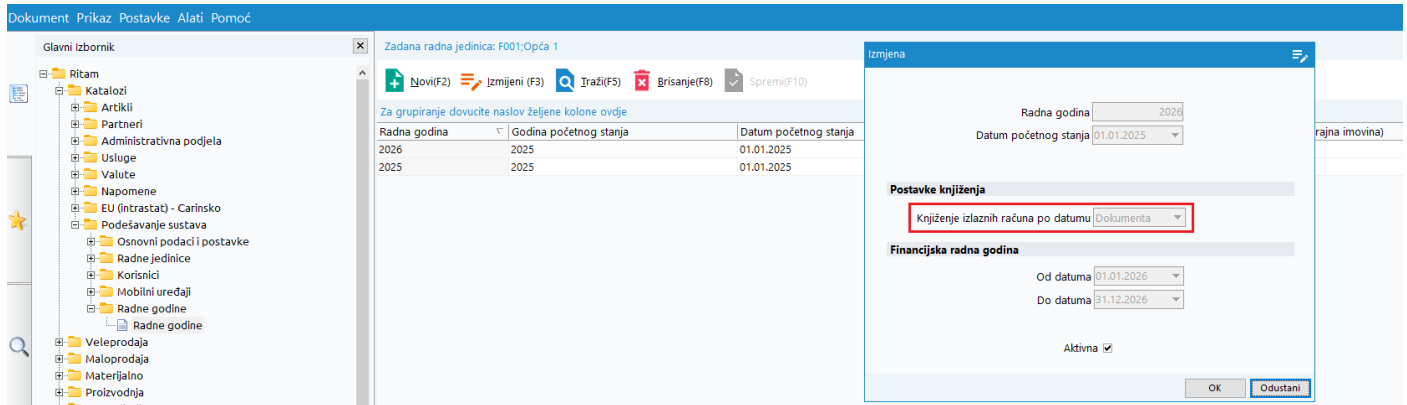 Dokument Prikaz Postavke Alati Pomoć
Glavni Izbornik
Ritam
Katalozi
Artikli
Partneri
Administrativna podjela
Usluge
Valute
Napomene
EU (intrastat) - Carinsko
Podešavanje sustava
Osnovni podaci i postavke
Radne jedinice
Korisnici
Mobilni uređaji
Radne godine
Radne godine
Veleprodaja
Maloprodaja
Materijalno
Proizvodnja
Zadana radna jedinica: F001;Opća 1
Novi(F2) Izmijeni (F3) Traži(F5) Brisanje(F8) Spremi(F10)
Za grupiranje dovucite naslov željene kolone ovdje
Radna godina Godina početnog stanja Datum početnog stanja rajna imovina)
2026 2025 01.01.2025
2025 2025 01.01.2025
Izmjena
Radna godina 2026
Datum početnog stanja 01.01.2025
Postavke knjiženja
Knjiženje izlaznih računa po datumu Dokumenta
Financijska radna godina
Od datuma 01.01.2026
Do datuma 31.12.2026
Aktivna
OK Odustani